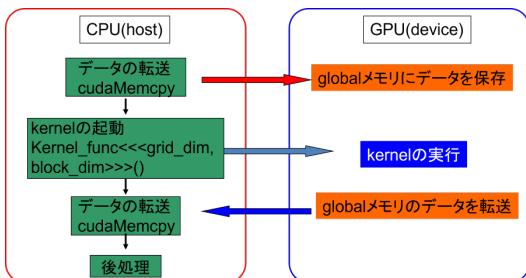 CPU(host)
データの転送
cudaMemcpy
kernelの起動
Kernel_func<<<grid_dim,
block_dim>>>()
データの転送
cudaMemcpy
後処理
GPU(device)
globalメモリにデータを保存
kernelの実行
globalメモリのデータを転送